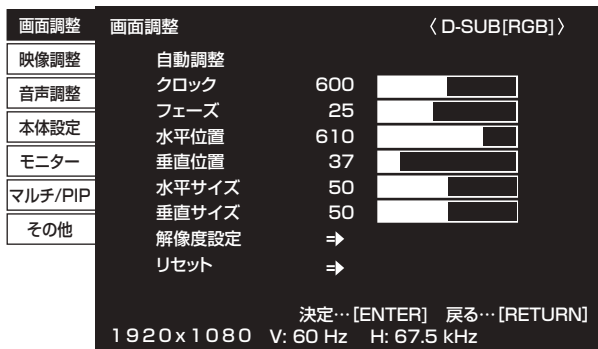 画面調整
映像調整
音声調整
本体設定
モニター
マルチ/PIP
その他
画面調整 〈 D-SUB[RGB]〉
自動調整
クロック 600
フェーズ 25
水平位置 610
垂直位置 37
水平サイズ 50
垂直サイズ 50
解像度設定
リセット
決定…[ENTER] 戻る…[RETURN]
1920x1080 V: 60 Hz H: 67.5 kHz